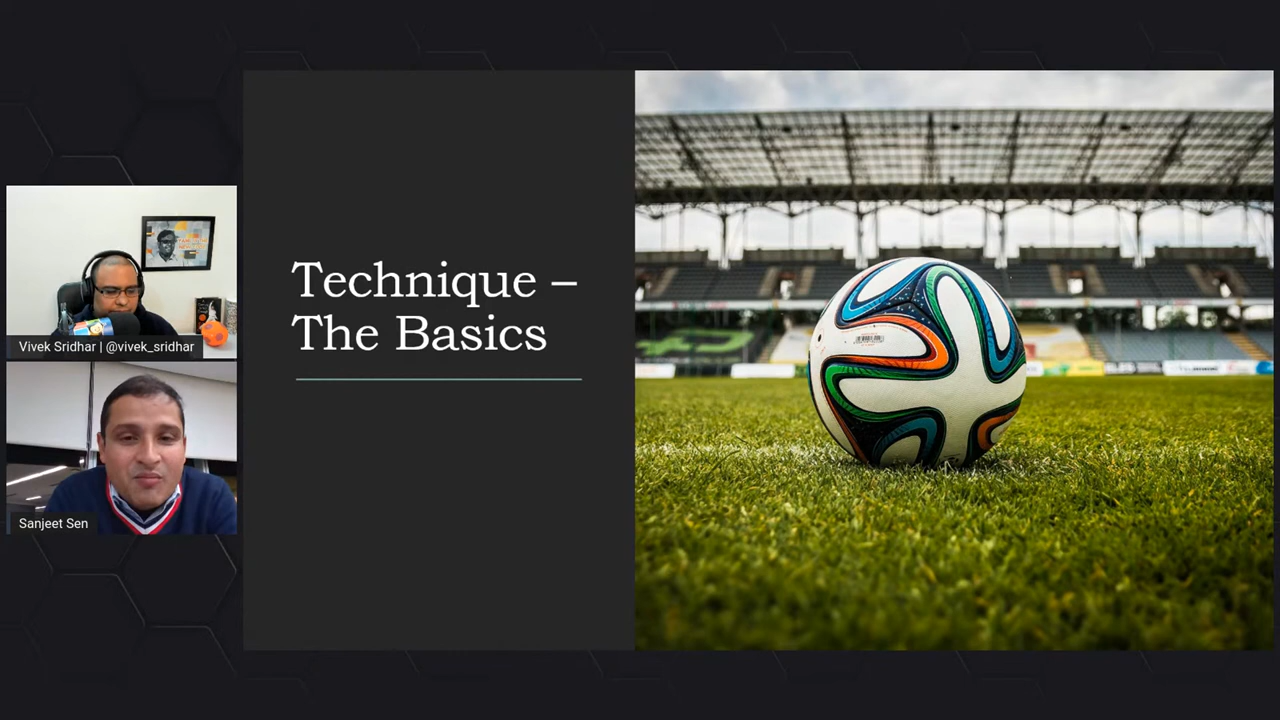 Technique –
The Basics
Vivek Sridhar | @vivek_sridhar
Sanjeet Sen